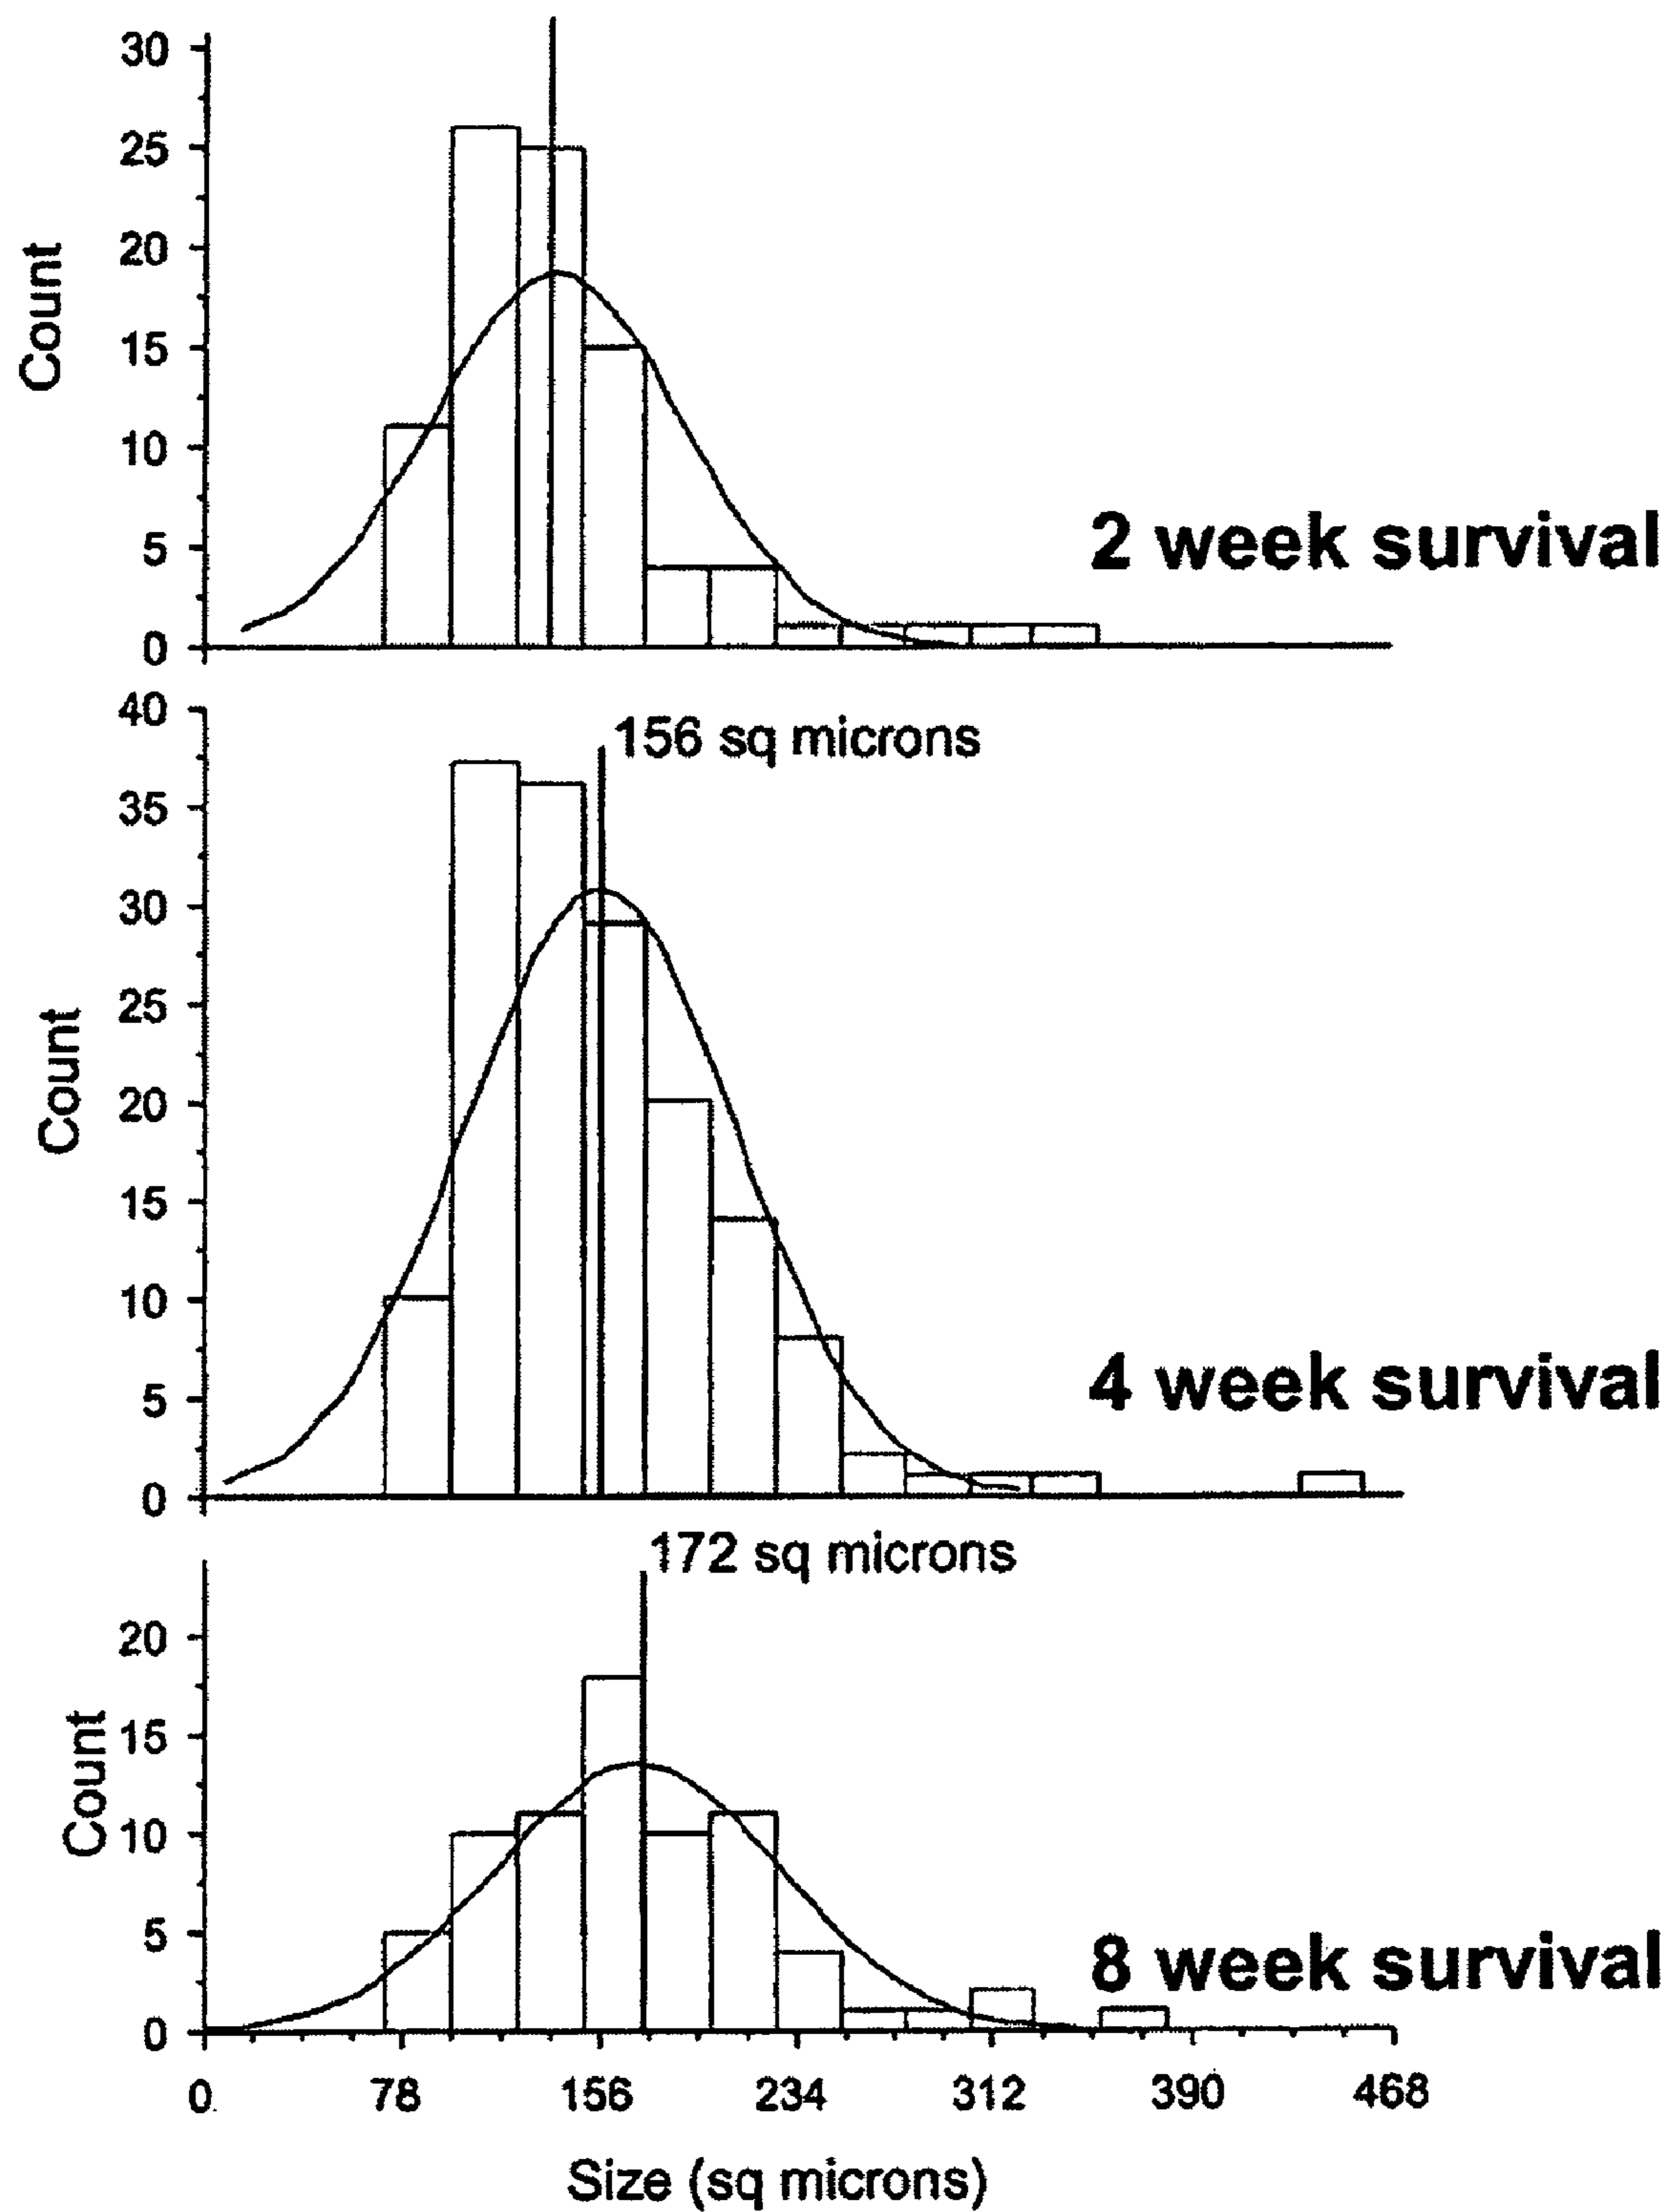 30
25
20
15
10
5
0
Count
2 week survival
156 sq microns
40
35
30
25
20
15
10
5
0
Count
4 week survival
172 sq microns
20
15
10
5
0
Count
8 week survival
0 78 156 234 312 390 468
Size (sq microns)